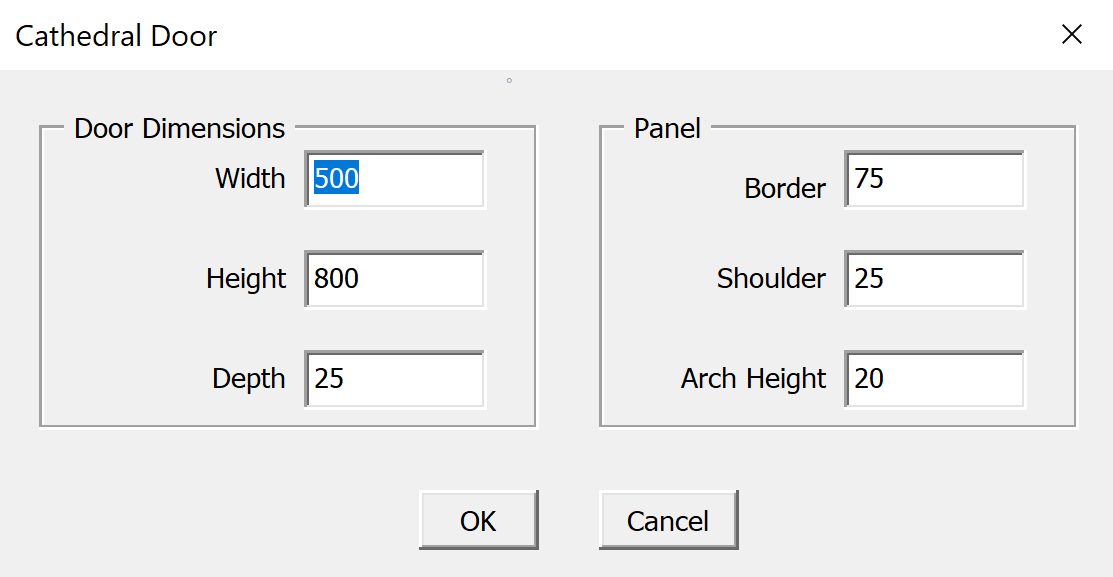 Cathedral Door
Door Dimensions
Width 500
Height 800
Depth 25
Panel
Border 75
Shoulder 25
Arch Height 20
OK
Cancel